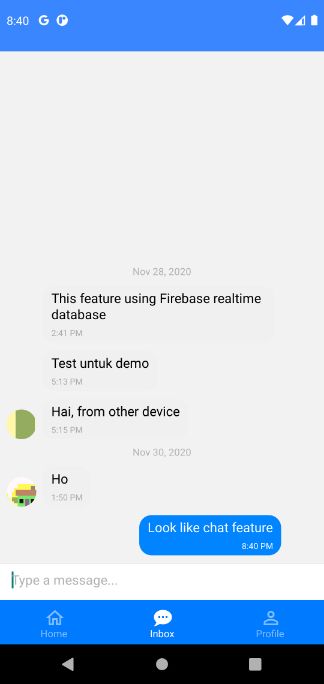 8:40 G
Nov 28, 2020
This feature using Firebase realtime
database
2:41 PM
Test untuk demo
5:13 PM
Hai, from other device
5:15 PM
Nov 30, 2020
Ho
1:50 PM
Look like chat feature
8:40 PM
Type a message...
Home Inbox Profile